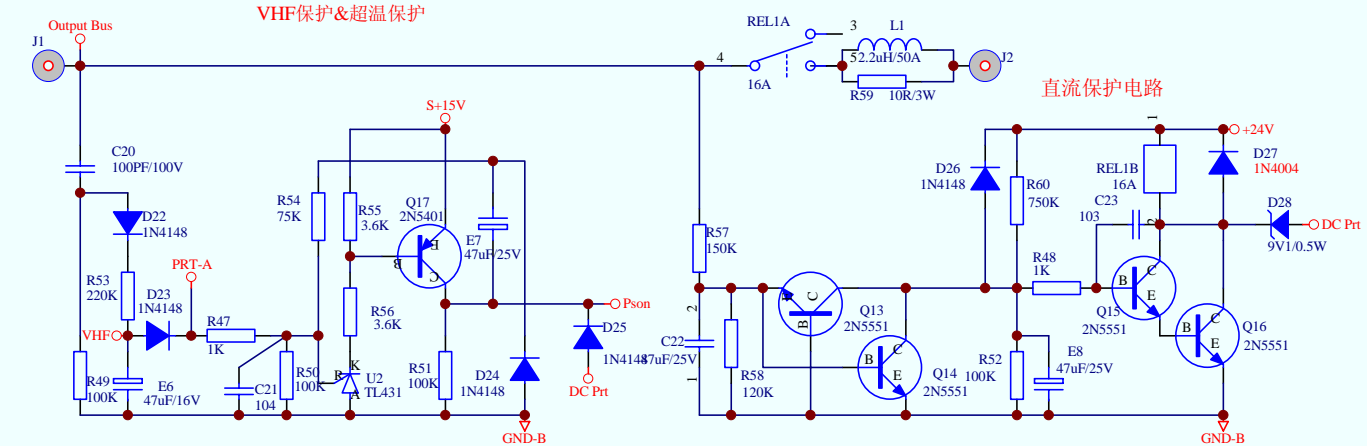 VHF保护&超温保护
Output Bus
J1
REL1A
3
L1
4
5
2.2uH/50A
J2
16A
R59
10R/3W
直流保护电路
S+15V
1
+24V
C20
100PF/100V
D26
1N4148
R60
750K
REL1B
16A
D27
1N4004
R54
75K
R55
3.6K
Q17
2N5401
E
B
C
E7
47uF/25V
D22
1N4148
C23
103
2
D28
9V1/0.5W
DC Prt
R57
150K
PRT-A
R53
220K
D23
1N4148
R48
1K
B
C
E
Q15
2N5551
R56
3.6K
Pson
2
E
C
B
Q13
2N5551
VHF
R47
1K
D25
1N4148
C22
47uF/25V
1
B
C
E
Q14
2N5551
B
C
E
Q16
2N5551
R49
100K
E6
47uF/16V
C21
104
R50
100K
R
K
A
U2
TL431
R51
100K
D24
1N4148
DC Prt
R58
120K
R52
100K
E8
47uF/25V
GND-B
GND-B